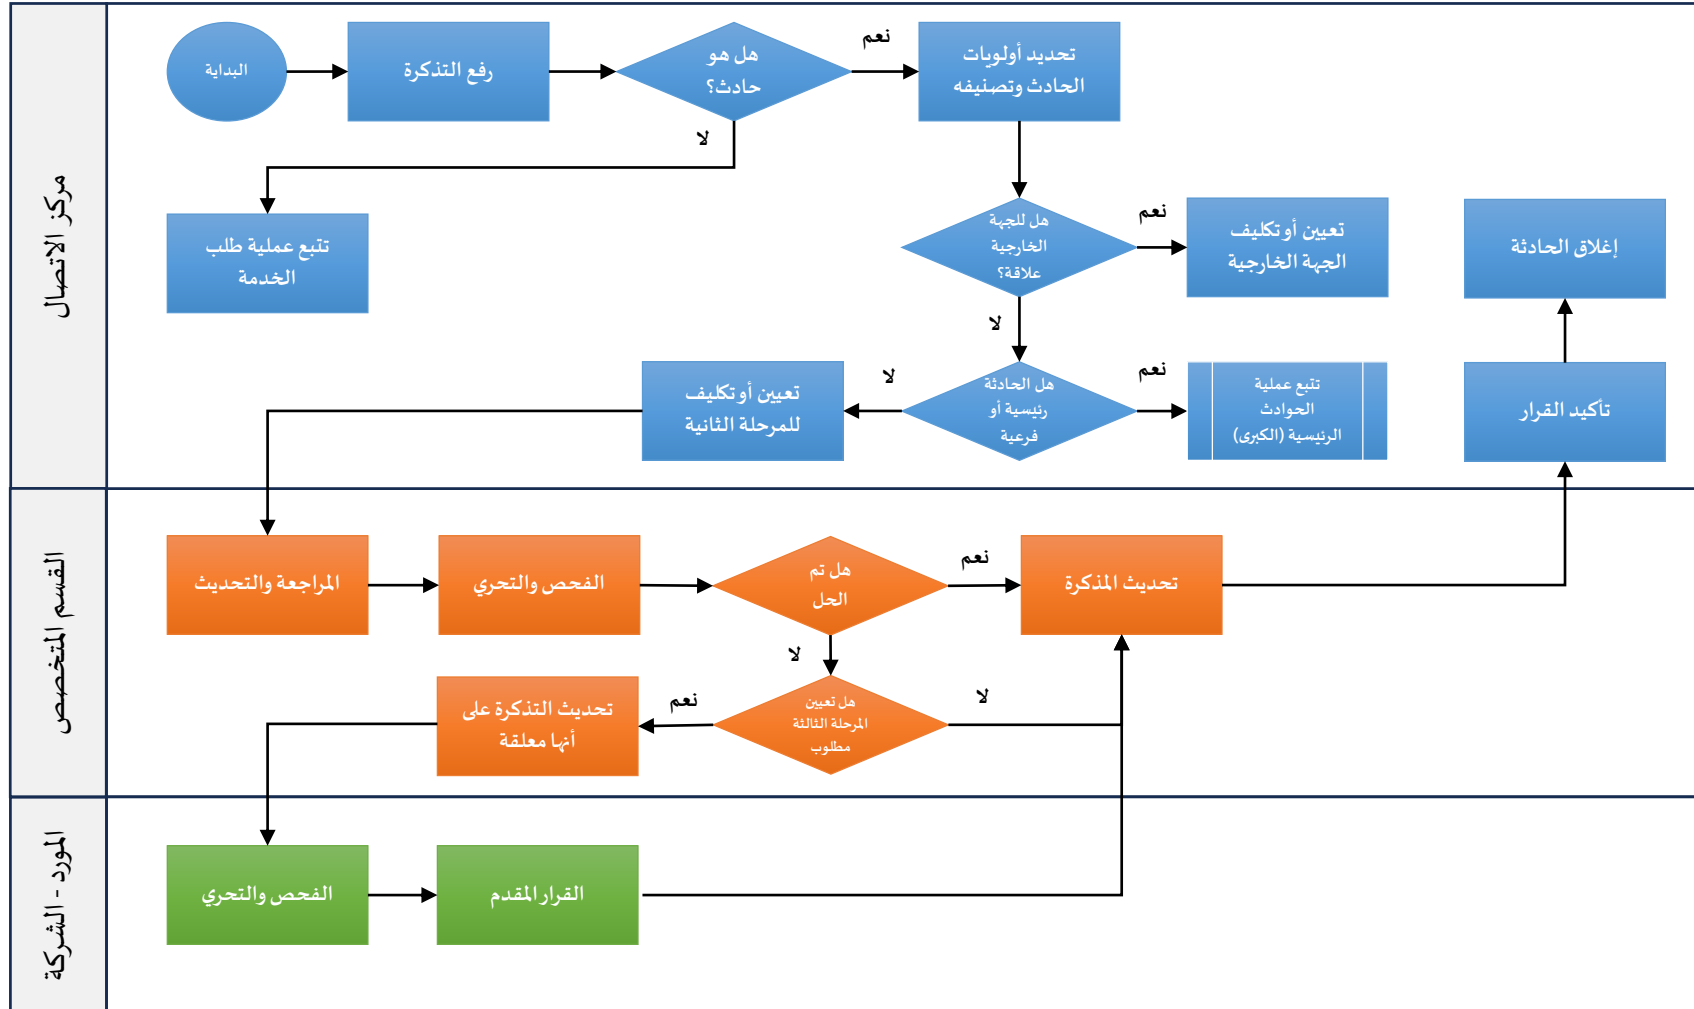 مركز الاتصال
البداية
رفع التذكرة
هل هو
حادث؟
نعم
تحديد أولويات
الحادث وتصنيفه
لا
تتبع عملية طلب
الخدمة
هل للجهة
الخارجية
علاقة؟
نعم
تعيين أو تكليف
الجهة الخارجية
إغلاق الحادثة
لا
هل الحادثة
رئيسية أو
فرعية
نعم
تتبع عملية
الحوادث
الرئيسية (الكبرى)
لا
تعيين أو تكليف
للمرحلة الثانية
تأكيد القرار
القسم المتخصص
المراجعة والتحديث
الفحص والتحري
هل تم
الحل
نعم
تحديث المذكرة
لا
هل تعيين
المرحلة الثالثة
مطلوب
لا
نعم
تحديث التذكرة على
أنها معلقة
المورد - الشركة
الفحص والتحري
القرار المقدم